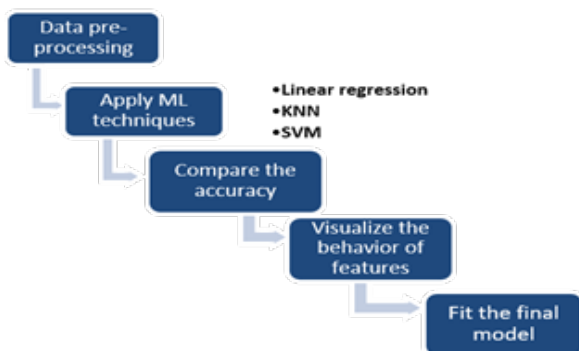 Data pre-
processing
Apply ML
techniques
•Linear regression
•KNN
•SVM
Compare the
accuracy
Visualize the
behavior of
features
Fit the final
model